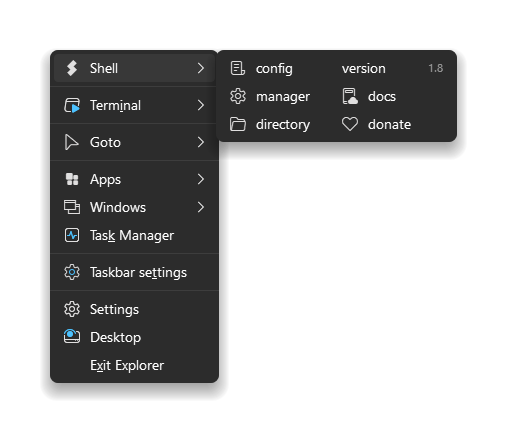 Shell
Terminal
Goto
Apps
Windows
Task Manager
Taskbar settings
Settings
Desktop
Exit Explorer
config version 1.8
manager docs
directory donate